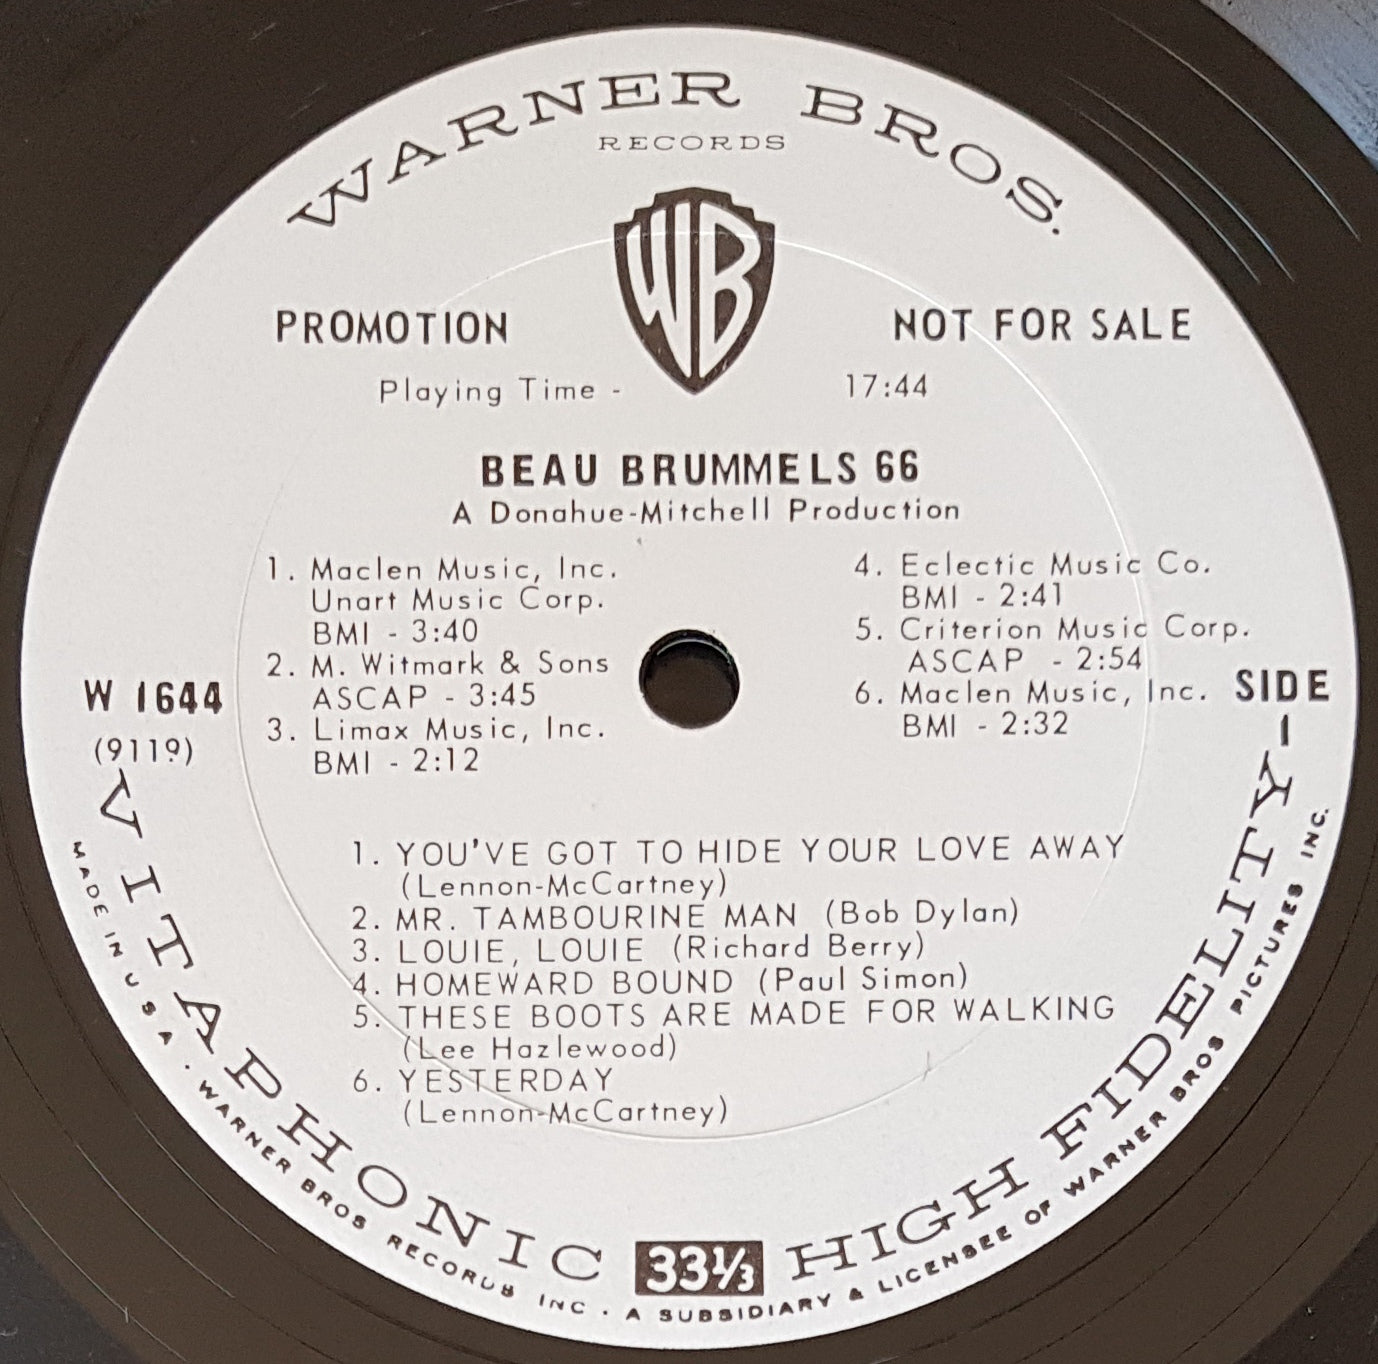 WARNER BROS.
RECORDS
WB
PROMOTION
NOT FOR SALE
Playing Time - 17:44
BEAU BRUMMELS 66
A Donahue-Mitchell Production
1. Maclen Music, Inc.
Unart Music Corp.
BMI - 3:40
2. M. Witmark & Sons
ASCAP - 3:45
3. Limax Music, Inc.
BMI - 2:12
4. Eclectic Music Co.
BMI - 2:41
5. Criterion Music Corp.
ASCAP - 2:54
6. Maclen Music, Inc.
BMI - 2:32
W 1644
(9119)
SIDE
1
1. YOU'VE GOT TO HIDE YOUR LOVE AWAY
(Lennon-McCartney)
2. MR. TAMBOURINE MAN (Bob Dylan)
3. LOUIE, LOUIE (Richard Berry)
4. HOMEWARD BOUND (Paul Simon)
5. THESE BOOTS ARE MADE FOR WALKING
(Lee Hazlewood)
6. YESTERDAY
(Lennon-McCartney)
VITAPHONIC 33⅓ HIGH FIDELITY
MADE IN U S A . WARNER BROS RECORDS INC . A SUBSIDIARY & LICENSEE OF WARNER BROS PICTURES INC.